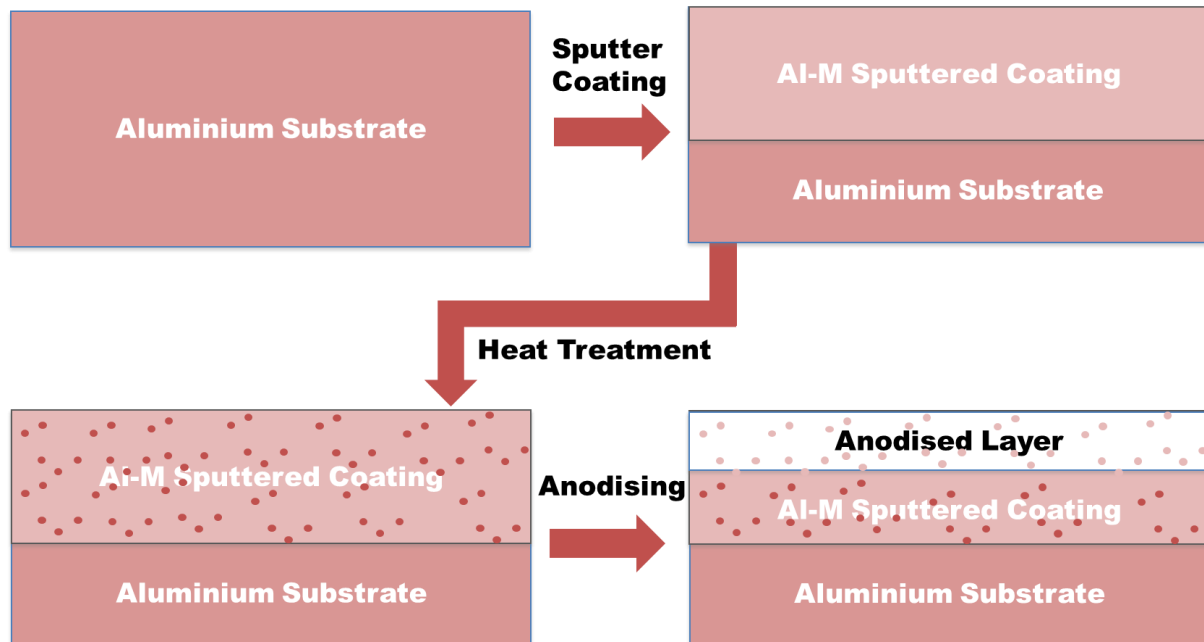 Aluminium Substrate
Sputter
Coating
Al-M Sputtered Coating
Aluminium Substrate
Heat Treatment
Al-M Sputtered Coating
Aluminium Substrate
Anodising
Anodised Layer
Al-M Sputtered Coating
Aluminium Substrate